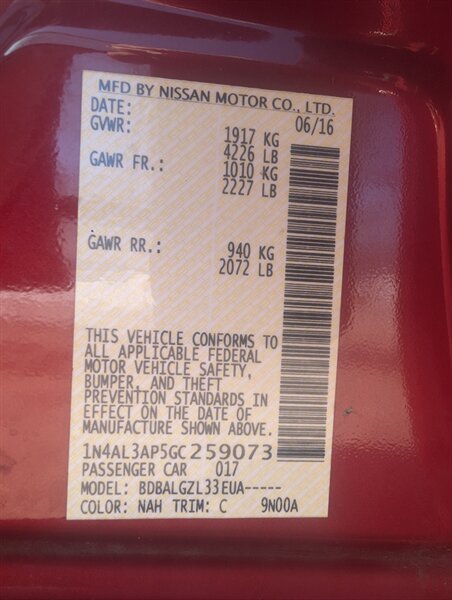 MFD BY NISSAN MOTOR CO., LTD.
DATE: 06/16
GVWR: 1917 KG
4226 LB
GAWR FR.: 1010 KG
2227 LB
GAWR RR.: 940 KG
2072 LB
THIS VEHICLE CONFORMS TO
ALL APPLICABLE FEDERAL
MOTOR VEHICLE SAFETY,
BUMPER, AND THEFT
PREVENTION STANDARDS IN
EFFECT ON THE DATE OF
MANUFACTURE SHOWN ABOVE.
1N4AL3AP5GC259073
PASSENGER CAR 017
MODEL: BDBALGZL33EUA-----
COLOR: NAH TRIM: C 9N00A